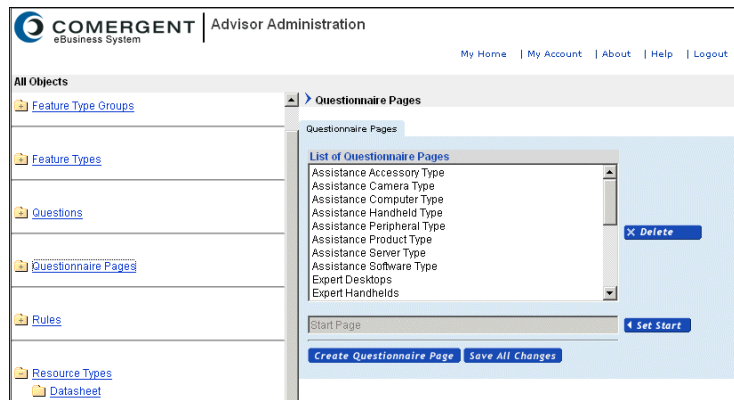 COMERGENT
eBusiness System
Advisor Administration
My Home | My Account | About | Help | Logout
All Objects
Feature Type Groups
Feature Types
Questions
Questionnaire Pages
Rules
Resource Types
Datasheet
Questionnaire Pages
Questionnaire Pages
List of Questionnaire Pages
Assistance Accessory Type
Assistance Camera Type
Assistance Computer Type
Assistance Handheld Type
Assistance Peripheral Type
Assistance Product Type
Assistance Server Type
Assistance Software Type
Expert Desktops
Expert Handhelds
Delete
Start Page
Set Start
Create Questionnaire Page
Save All Changes